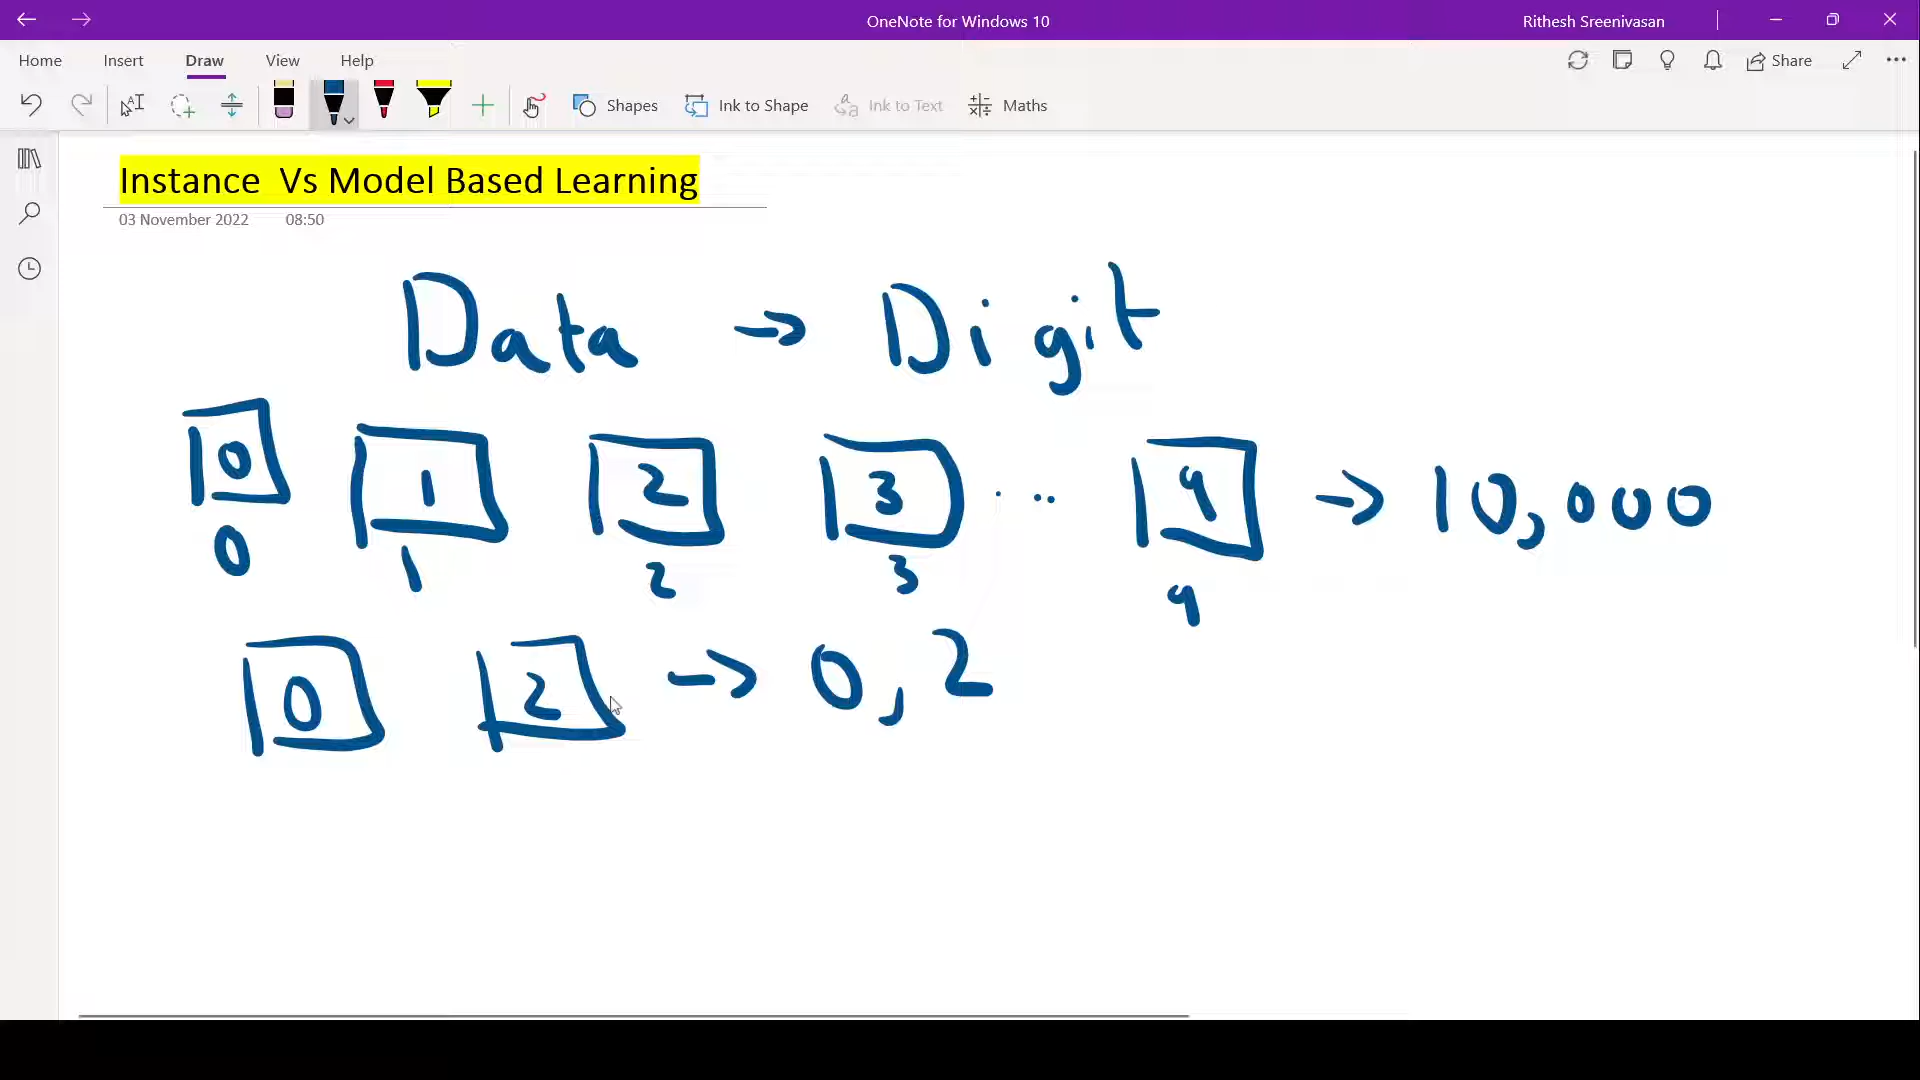 OneNote for Windows 10
Rithesh Sreenivasan
Home Insert Draw View Help
Share
Shapes Ink to Shape Ink to Text Maths
Instance Vs Model Based Learning
03 November 2022 08:50
Data → Digit
0 1 2 3 ... 9 → 10,000
0 1 2 3 9
0 2 → 0, 2